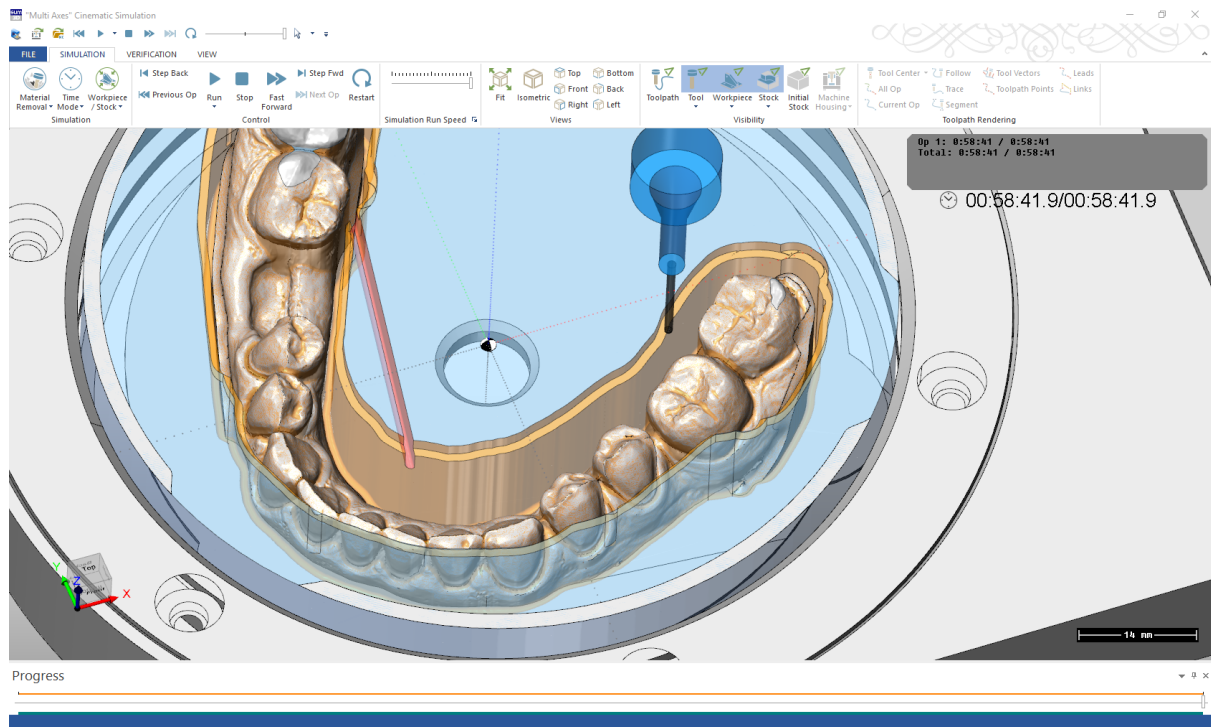 SUM "Multi Axes" Cinematic Simulation
FILE SIMULATION VERIFICATION VIEW
Material Removal Time Mode Workpiece / Stock
Simulation
Step Back Previous Op Run Stop Fast Forward Step Fwd Next Op Restart
Control
Simulation Run Speed
Fit Isometric Top Front Right Bottom Back Left
Views
Toolpath Tool Workpiece Stock Initial Stock Machine Housing
Visibility
Tool Center Follow Tool Vectors Leads
All Op Trace Toolpath Points Links
Current Op Segment
Toolpath Rendering
Op 1: 0:58:41 / 0:58:41
Total: 0:58:41 / 0:58:41
00:58:41.9/00:58:41.9
Y Z X
Top
14 mm
Progress